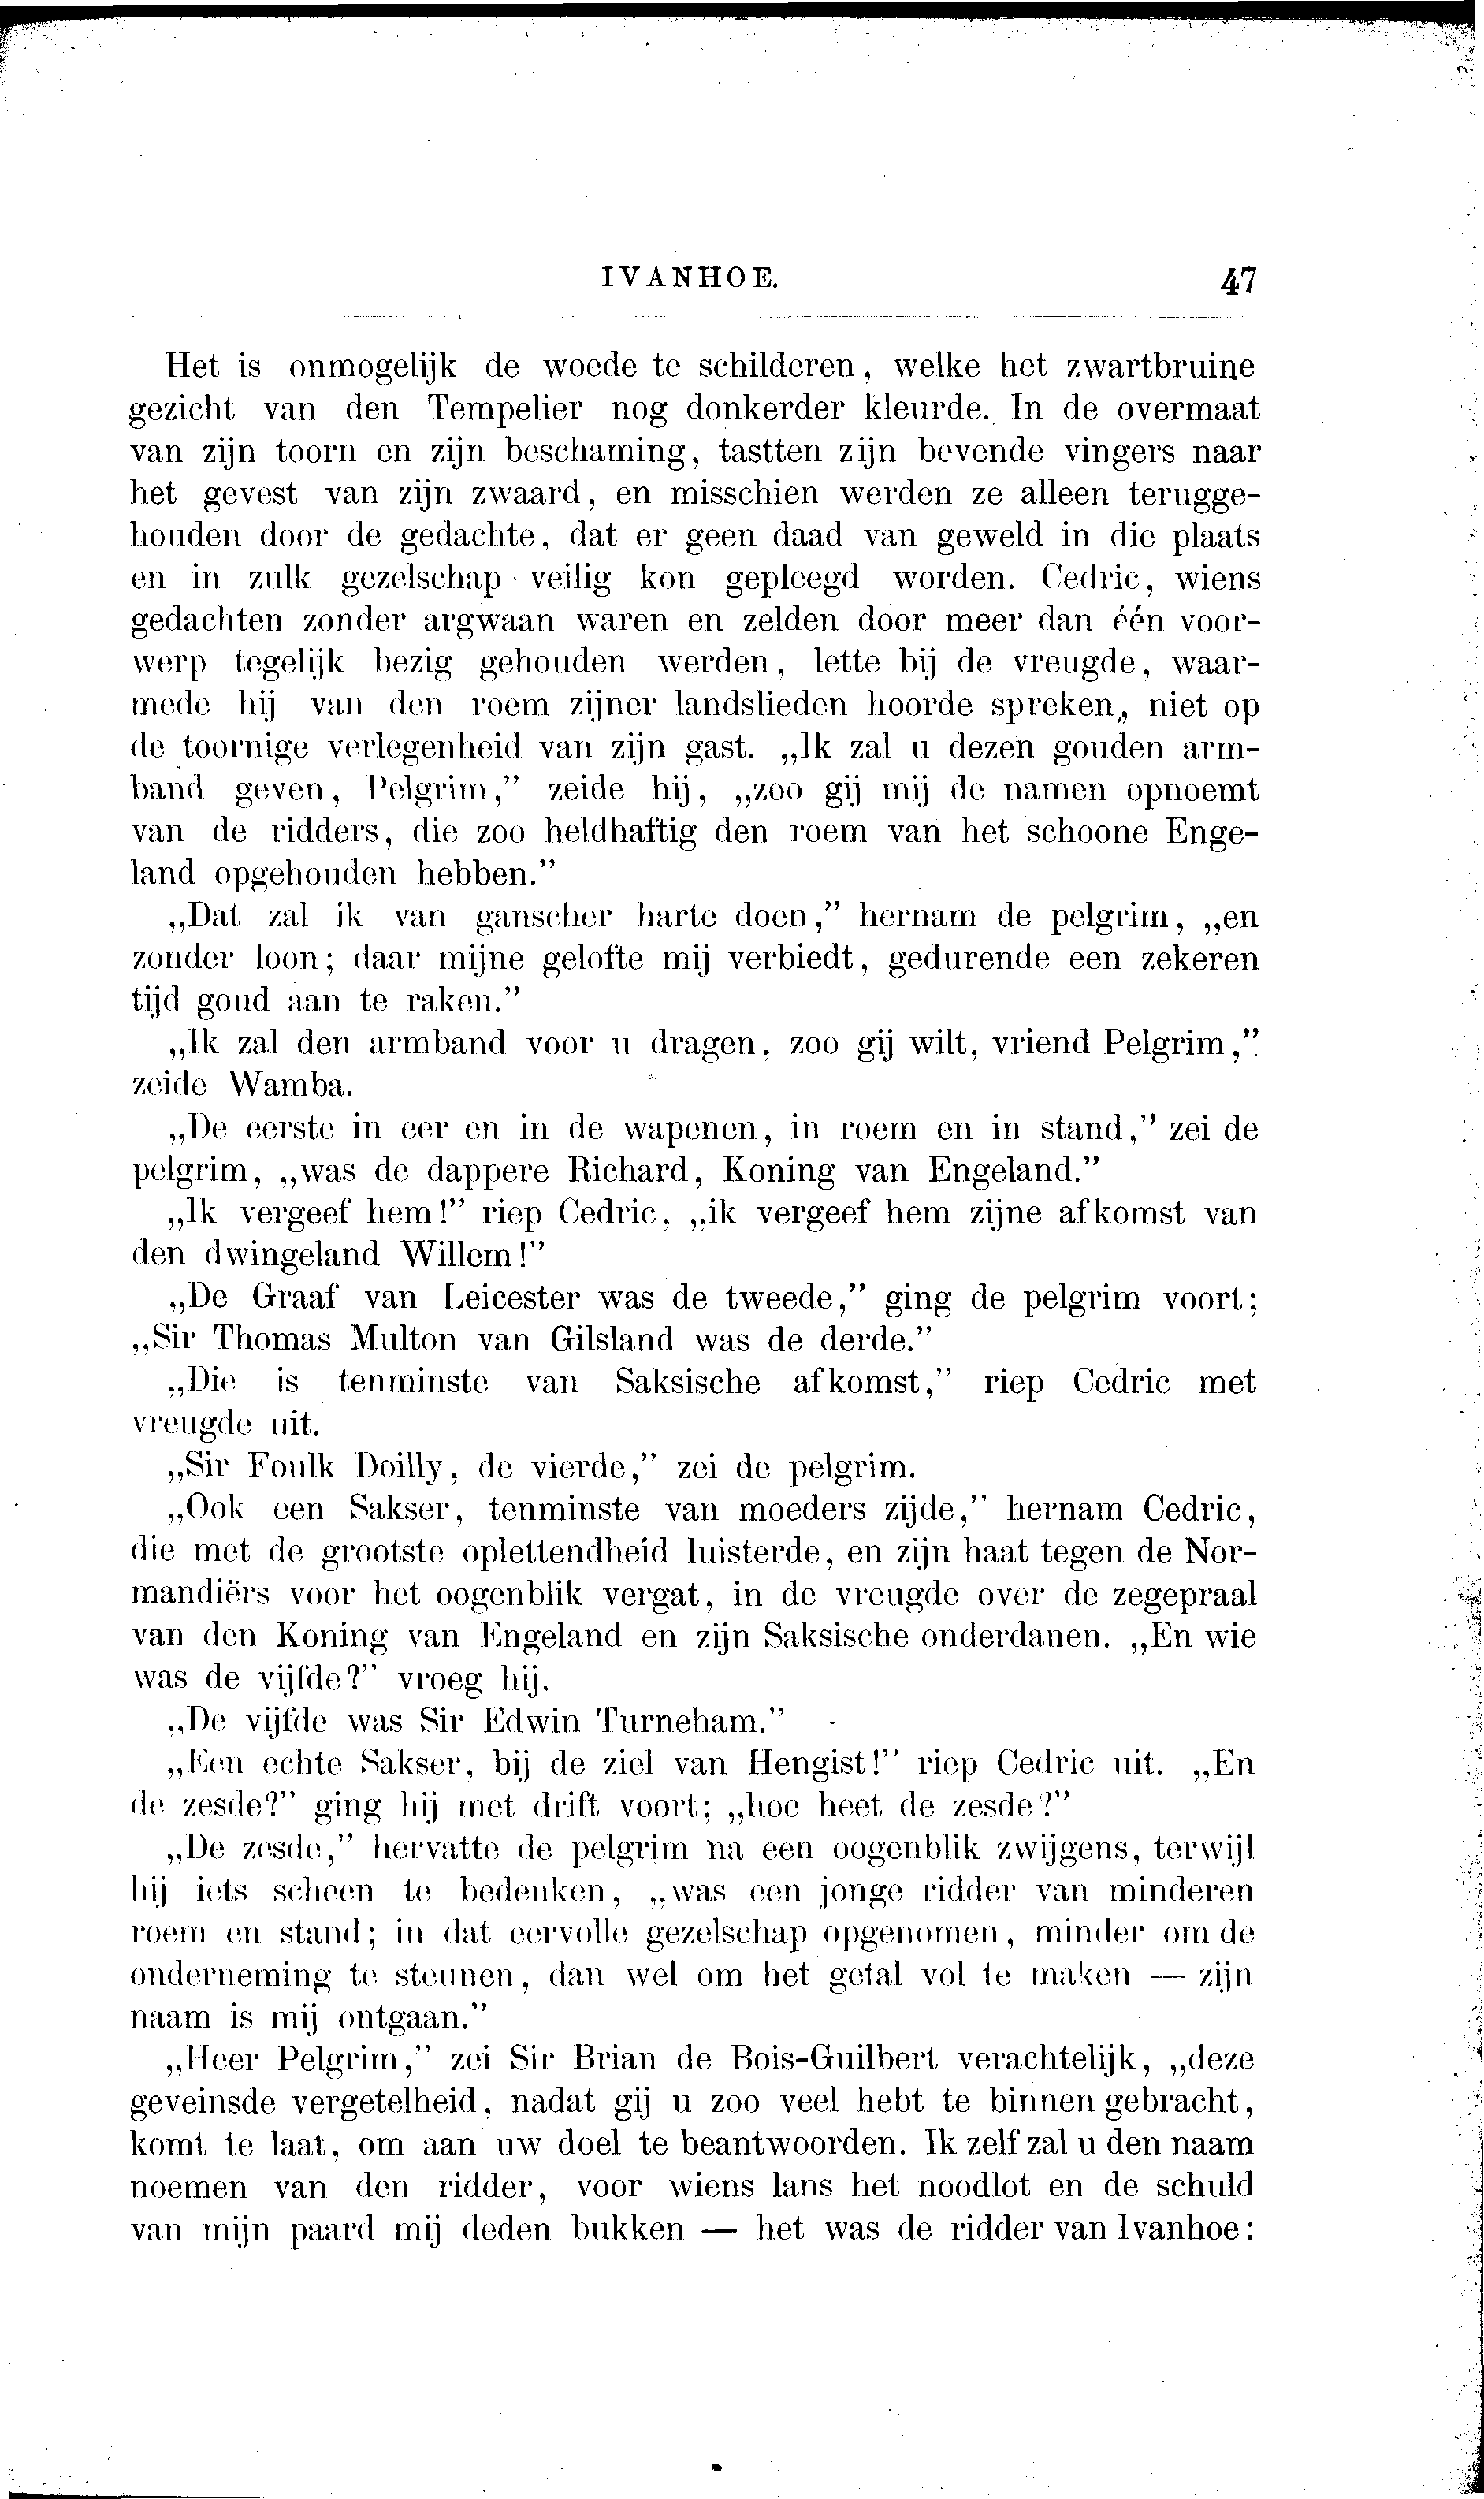 IVANHOE. 47
Het is onmogelijk de woede te schilderen, welke het zwartbruine
gezicht van den Tempelier nog donkerder kleurde. In de overmaat
van zijn toorn en zijn beschaming, tastten zijn bevende vingers naar
het gevest van zijn zwaard, en misschien werden ze alleen terugge-
houden door de gedachte, dat er geen daad van geweld in die plaats
en in zulk gezelschap veilig kon gepleegd worden. Cedric, wiens
gedachten zonder argwaan waren en zelden door meer dan één voor-
werp tegelijk bezig gehouden werden, lette bij de vreugde, waar-
mede hij van den roem zijner landslieden hoorde spreken, niet op
de toornige verlegenheid van zijn gast. „Ik zal u dezen gouden arm-
band geven, Pelgrim,” zeide hij, „zoo gij mij de namen opnoemt
van de ridders, die zoo heldhaftig den roem van het schoone Enge-
land opgehouden hebben.”
„Dat zal ik van ganscher harte doen,” hernam de pelgrim, „en
zonder loon; daar mijne gelofte mij verbiedt, gedurende een zekeren
tijd goud aan te raken.”
„Ik zal den armband voor u dragen, zoo gij wilt, vriend Pelgrim,”
zeide Wamba.
„De eerste in eer en in de wapenen, in roem en in stand,” zei de
pelgrim, „was de dappere Richard, Koning van Engeland.”
„Ik vergeef hem!” riep Cedric, „ik vergeef hem zijne afkomst van
den dwingeland Willem!”
„De Graaf van Leicester was de tweede,” ging de pelgrim voort;
„Sir Thomas Multon van Gilsland was de derde.”
„Die is tenminste van Saksische afkomst,” riep Cedric met
vreugde uit.
„Sir Foulk Doilly, de vierde,” zei de pelgrim.
„Ook een Sakser, tenminste van moeders zijde,” hernam Cedric,
die met de grootste oplettendheid luisterde, en zijn haat tegen de Nor-
mandiërs voor het oogenblik vergat, in de vreugde over de zegepraal
van den Koning van Engeland en zijn Saksische onderdanen. „En wie
was de vijfde?” vroeg hij.
„De vijfde was Sir Edwin Turneham.”
„Een echte Sakser, bij de ziel van Hengist!” riep Cedric uit. „En
de zesde?” ging hij met drift voort; „hoe heet de zesde?”
„De zesde,” hervatte de pelgrim na een oogenblik zwijgens, terwijl
hij iets scheen te bedenken, „was een jonge ridder van minderen
roem en stand; in dat eervolle gezelschap opgenomen, minder om de
onderneming te steunen, dan wel om het getal vol te maken — zijn
naam is mij ontgaan.”
„Heer Pelgrim,” zei Sir Brian de Bois-Guilbert verachtelijk, „deze
geveinsde vergetelheid, nadat gij u zoo veel hebt te binnen gebracht,
komt te laat, om aan uw doel te beantwoorden. Ik zelf zal u den naam
noemen van den ridder, voor wiens lans het noodlot en de schuld
van mijn paard mij deden bukken — het was de ridder van Ivanhoe: